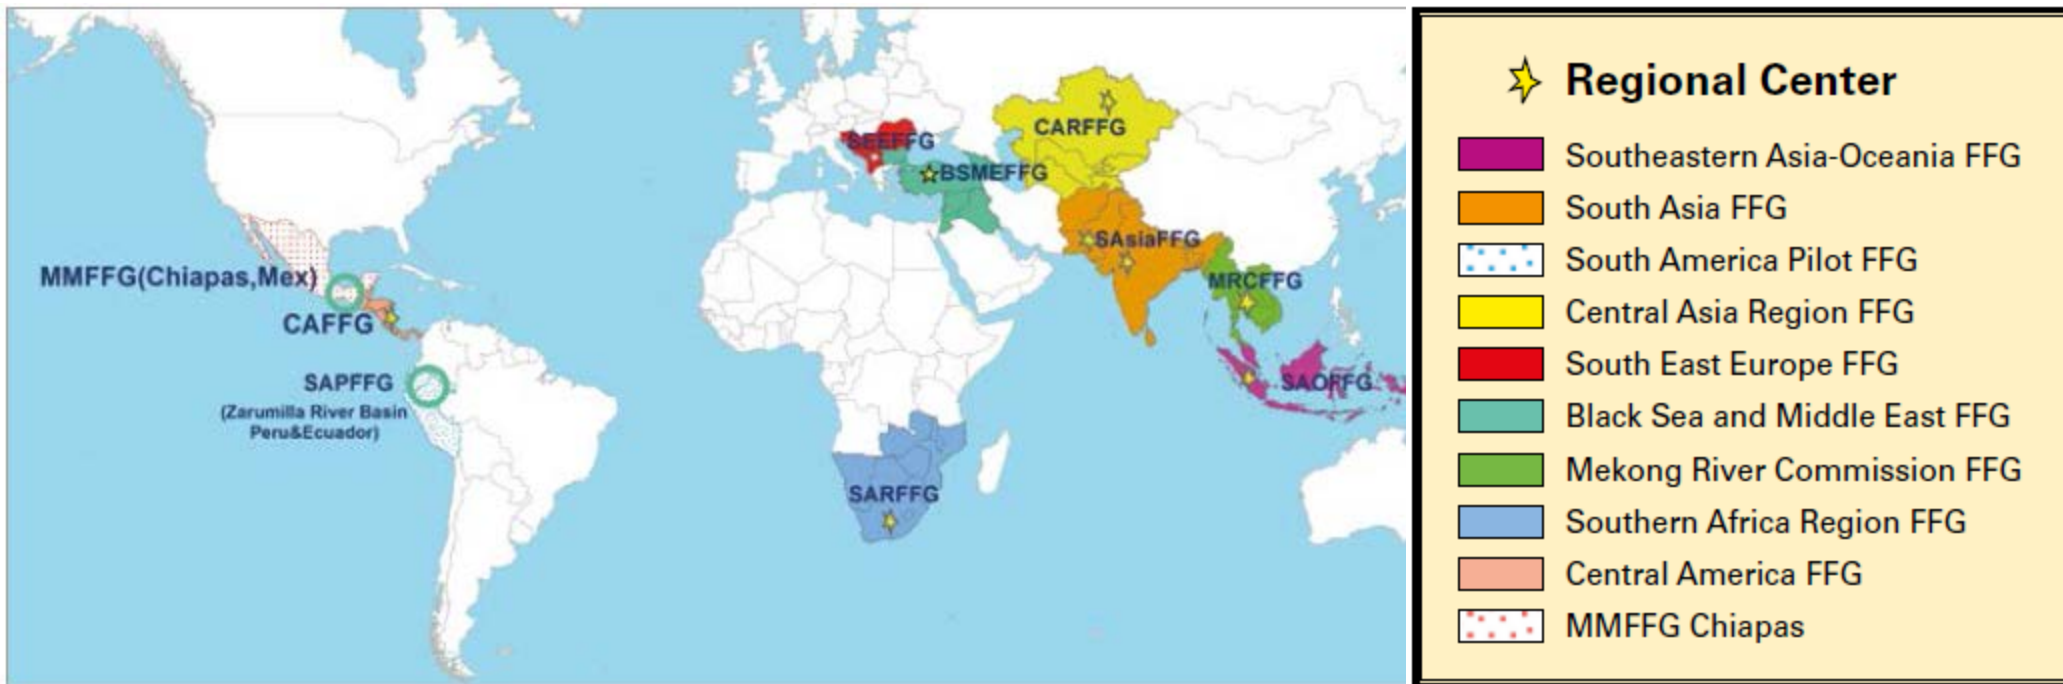 CARFFG
SEEFFG
BSMEFFG
SAsiaFFG
MMFFG(Chiapas,Mex)
MRCFFG
CAFFG
SAPFFG
(Zarumilla River Basin
Peru&Ecuador)
SAOFFG
SARFFG
Regional Center
Southeastern Asia-Oceania FFG
South Asia FFG
South America Pilot FFG
Central Asia Region FFG
South East Europe FFG
Black Sea and Middle East FFG
Mekong River Commission FFG
Southern Africa Region FFG
Central America FFG
MMFFG Chiapas